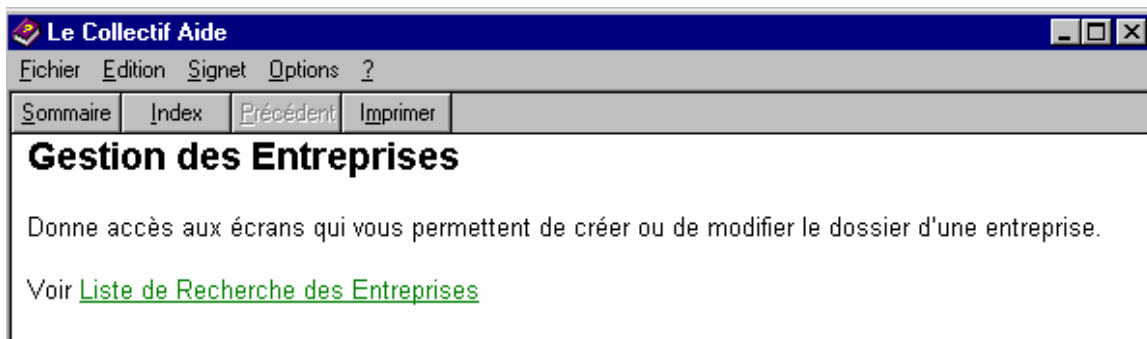 Le Collectif Aide
Fichier Edition Signet Options ?
Sommaire Index Précédent Imprimer
Gestion des Entreprises
Donne accès aux écrans qui vous permettent de créer ou de modifier le dossier d'une entreprise.
Voir Liste de Recherche des Entreprises